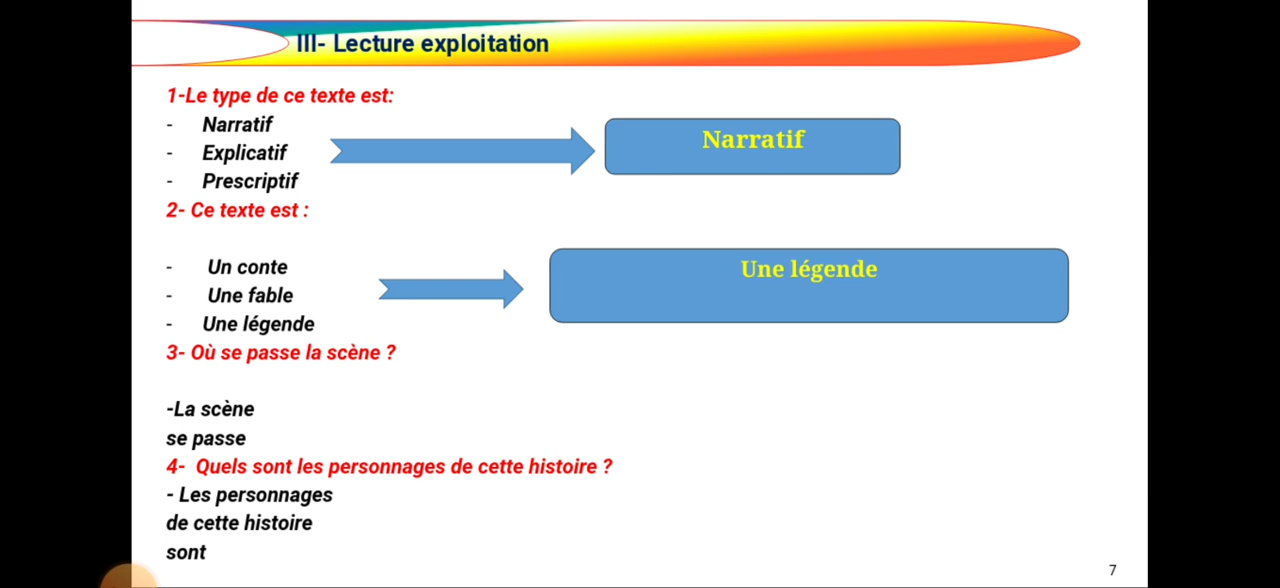 III- Lecture exploitation
1-Le type de ce texte est:
- Narratif
- Explicatif
- Prescriptif
Narratif
2- Ce texte est :
- Un conte
- Une fable
- Une légende
Une légende
3- Où se passe la scène ?
-La scène
se passe
4- Quels sont les personnages de cette histoire ?
- Les personnages
de cette histoire
sont
7